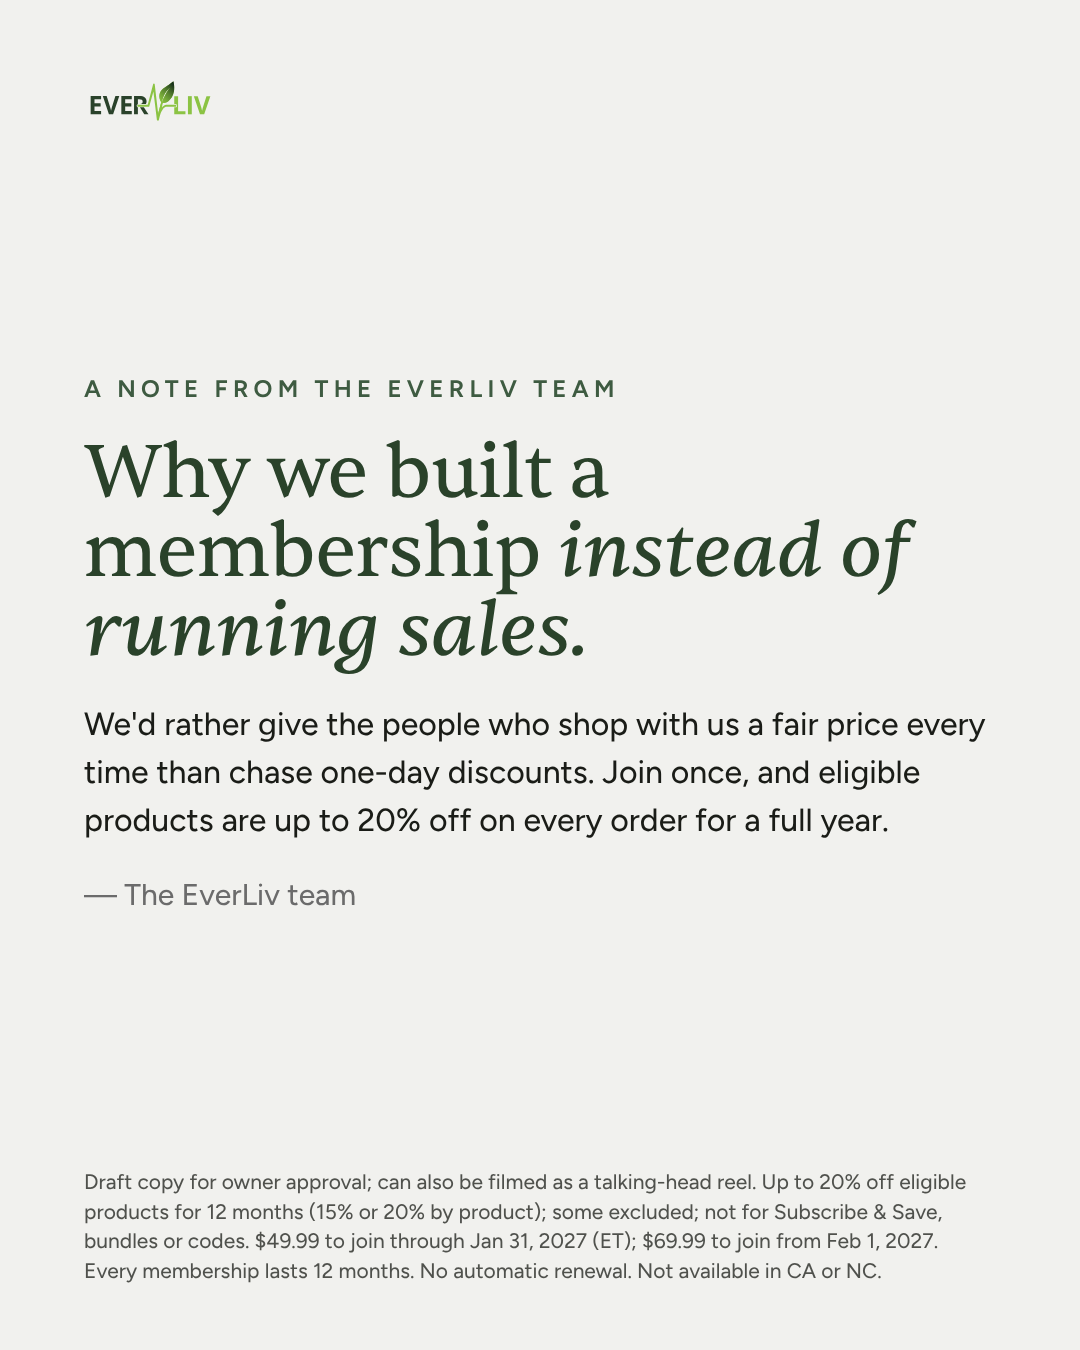 EVERLIV
A NOTE FROM THE EVERLIV TEAM
Why we built a
membership instead of
running sales.
We'd rather give the people who shop with us a fair price every
time than chase one-day discounts. Join once, and eligible
products are up to 20% off on every order for a full year.
— The EverLiv team
Draft copy for owner approval; can also be filmed as a talking-head reel. Up to 20% off eligible
products for 12 months (15% or 20% by product); some excluded; not for Subscribe & Save,
bundles or codes. $49.99 to join through Jan 31, 2027 (ET); $69.99 to join from Feb 1, 2027.
Every membership lasts 12 months. No automatic renewal. Not available in CA or NC.